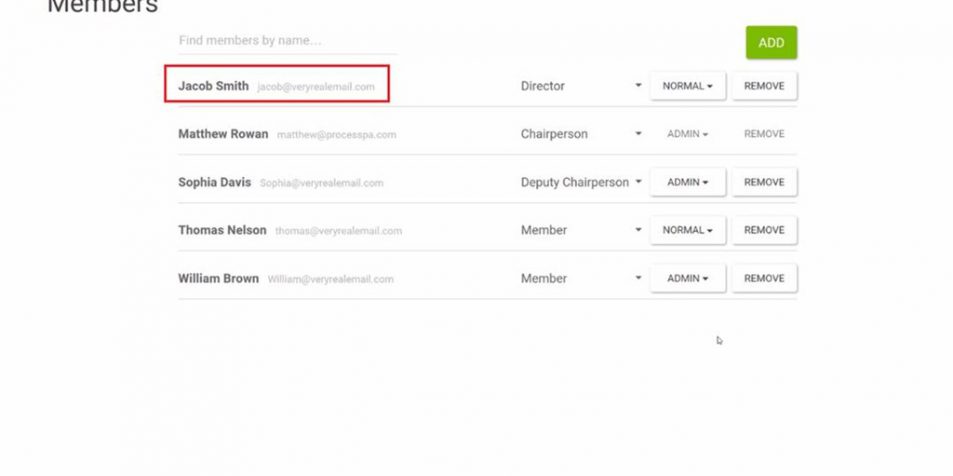 Members
Find members by name...
ADD
Jacob Smith jacob@veryrealemail.com Director NORMAL REMOVE
Matthew Rowan matthew@processpa.com Chairperson ADMIN REMOVE
Sophia Davis Sophia@veryrealemail.com Deputy Chairperson ADMIN REMOVE
Thomas Nelson thomas@veryrealemail.com Member NORMAL REMOVE
William Brown William@veryrealemail.com Member ADMIN REMOVE